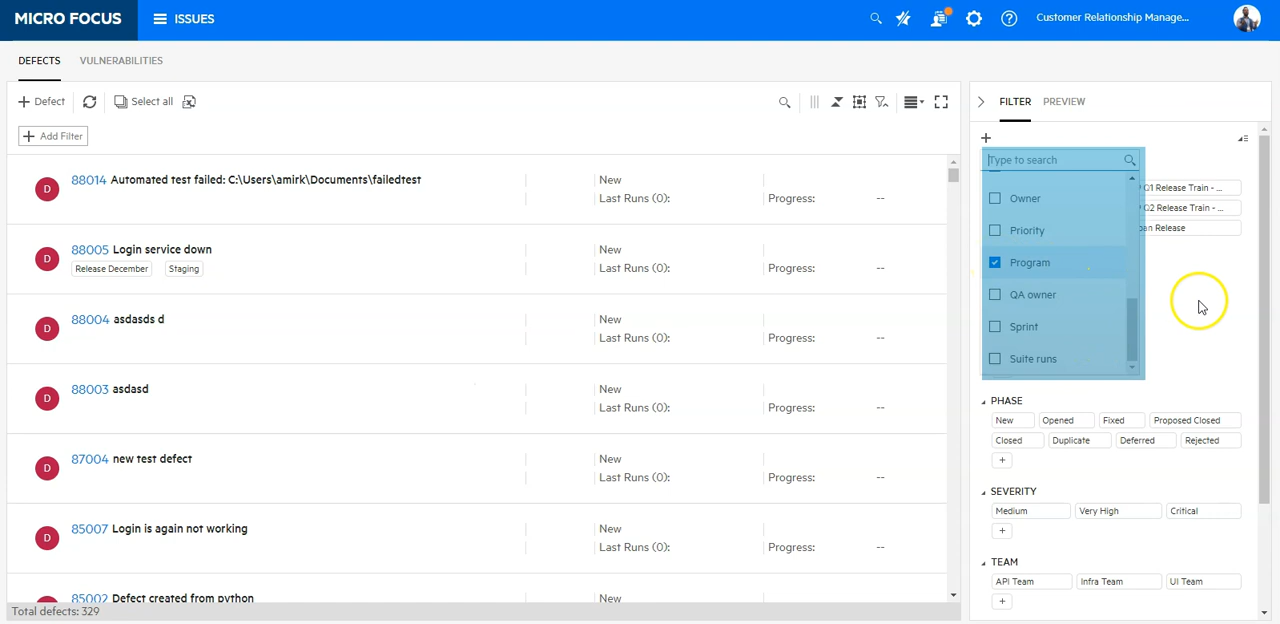 MICRO FOCUS
ISSUES
Customer Relationship Manage...
DEFECTS
VULNERABILITIES
Defect
Select all
Add Filter
88014 Automated test failed: C:\Users\amirk\Documents\failedtest
New
Last Runs (0):
Progress: --
88005 Login service down
Release December
Staging
New
Last Runs (0):
Progress: --
88004 asdasds d
New
Last Runs (0):
Progress: --
88003 asdasd
New
Last Runs (0):
Progress: --
87004 new test defect
New
Last Runs (0):
Progress: --
85007 Login is again not working
New
Last Runs (0):
Progress: --
85002 Defect created from python
New
Total defects: 329
FILTER
PREVIEW
Type to search
Owner
Priority
Program
QA owner
Sprint
Suite runs
Q1 Release Train - ...
Q2 Release Train - ...
Release
PHASE
New
Opened
Fixed
Proposed Closed
Closed
Duplicate
Deferred
Rejected
SEVERITY
Medium
Very High
Critical
TEAM
API Team
Infra Team
UI Team